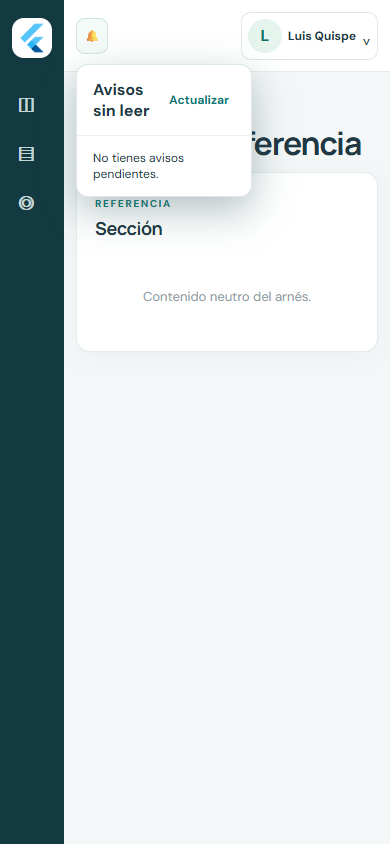 L
Luis Quispe
v
Avisos
sin leer
Actualizar
No tienes avisos
pendientes.
ferencia
REFERENCIA
Sección
Contenido neutro del arnés.